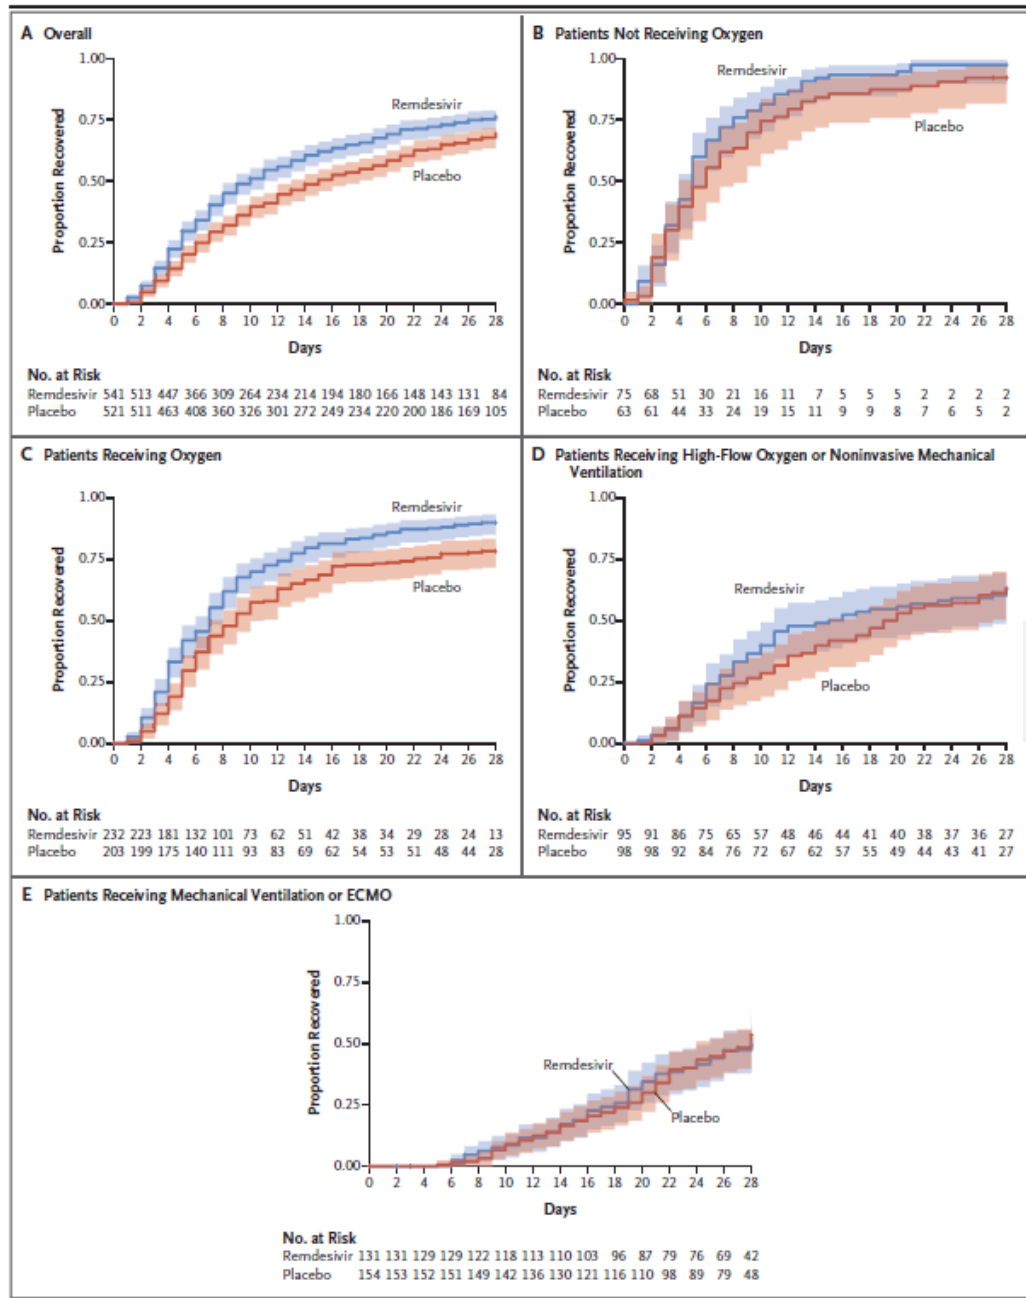 A Overall
1.00
0.75
0.50
0.25
0.00
Proportion Recovered
Remdesivir
Placebo
0 2 4 6 8 10 12 14 16 18 20 22 24 26 28
Days
No. at Risk
Remdesivir 541 513 447 366 309 264 234 214 194 180 166 148 143 131 84
Placebo 521 511 463 408 360 326 301 272 249 234 220 200 186 169 105
B Patients Not Receiving Oxygen
1.00
0.75
0.50
0.25
0.00
Proportion Recovered
Remdesivir
Placebo
0 2 4 6 8 10 12 14 16 18 20 22 24 26 28
Days
No. at Risk
Remdesivir 75 68 51 30 21 16 11 7 5 5 5 2 2 2 2
Placebo 63 61 44 33 24 19 15 11 9 9 8 7 6 5 2
C Patients Receiving Oxygen
1.00
0.75
0.50
0.25
0.00
Proportion Recovered
Remdesivir
Placebo
0 2 4 6 8 10 12 14 16 18 20 22 24 26 28
Days
No. at Risk
Remdesivir 232 223 181 132 101 73 62 51 42 38 34 29 28 24 13
Placebo 203 199 175 140 111 93 83 69 62 54 53 51 48 44 28
D Patients Receiving High-Flow Oxygen or Noninvasive Mechanical
Ventilation
1.00
0.75
0.50
0.25
0.00
Proportion Recovered
Remdesivir
Placebo
0 2 4 6 8 10 12 14 16 18 20 22 24 26 28
Days
No. at Risk
Remdesivir 95 91 86 75 65 57 48 46 44 41 40 38 37 36 27
Placebo 98 98 92 84 76 72 67 62 57 55 49 44 43 41 27
E Patients Receiving Mechanical Ventilation or ECMO
1.00
0.75
0.50
0.25
0.00
Proportion Recovered
Remdesivir
Placebo
0 2 4 6 8 10 12 14 16 18 20 22 24 26 28
Days
No. at Risk
Remdesivir 131 131 129 129 122 118 113 110 103 96 87 79 76 69 42
Placebo 154 153 152 151 149 142 136 130 121 116 110 98 89 79 48